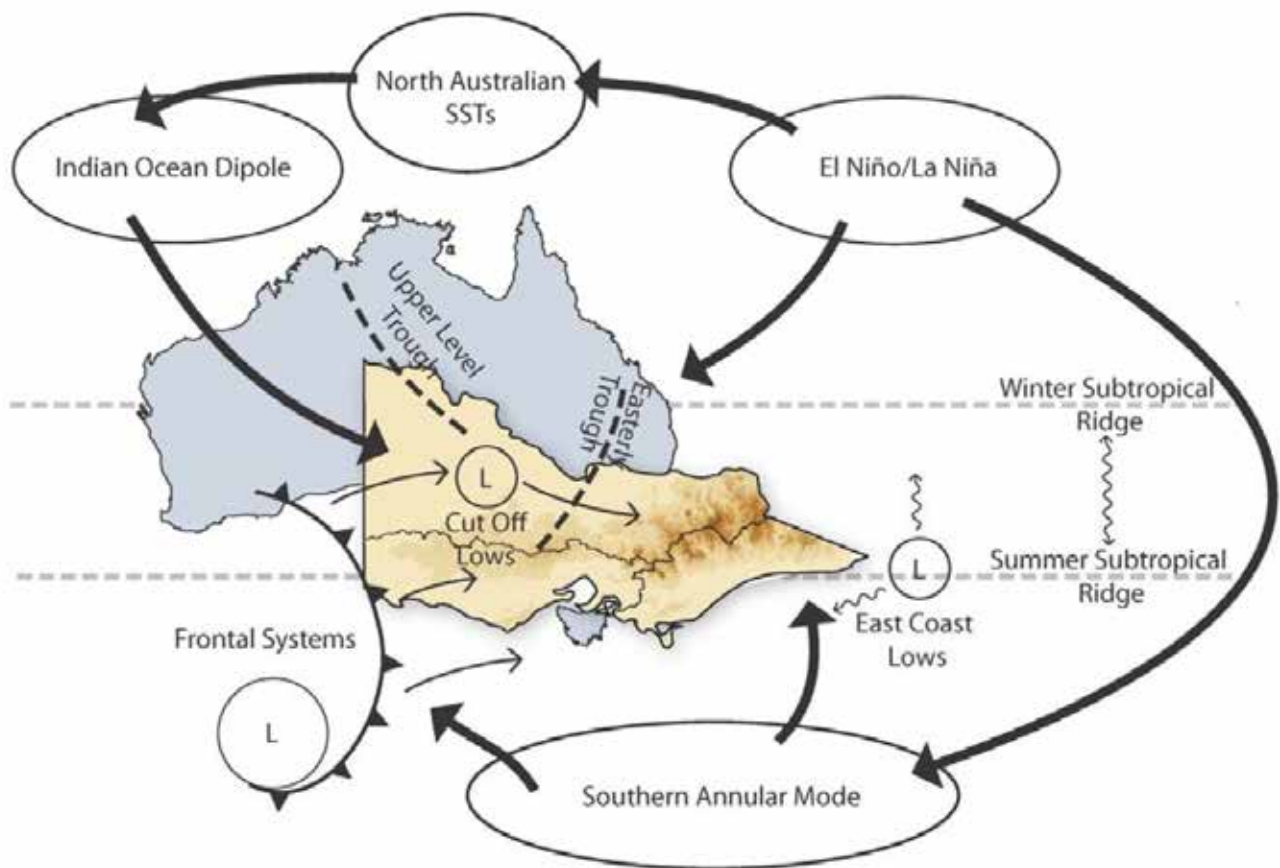 North Australian
SSTs
Indian Ocean Dipole
El Niño/La Niña
Upper Level
Trough
Easterly
Trough
Winter Subtropical
Ridge
L
Cut Off
Lows
L
Summer Subtropical
Ridge
East Coast
Lows
Frontal Systems
L
Southern Annular Mode